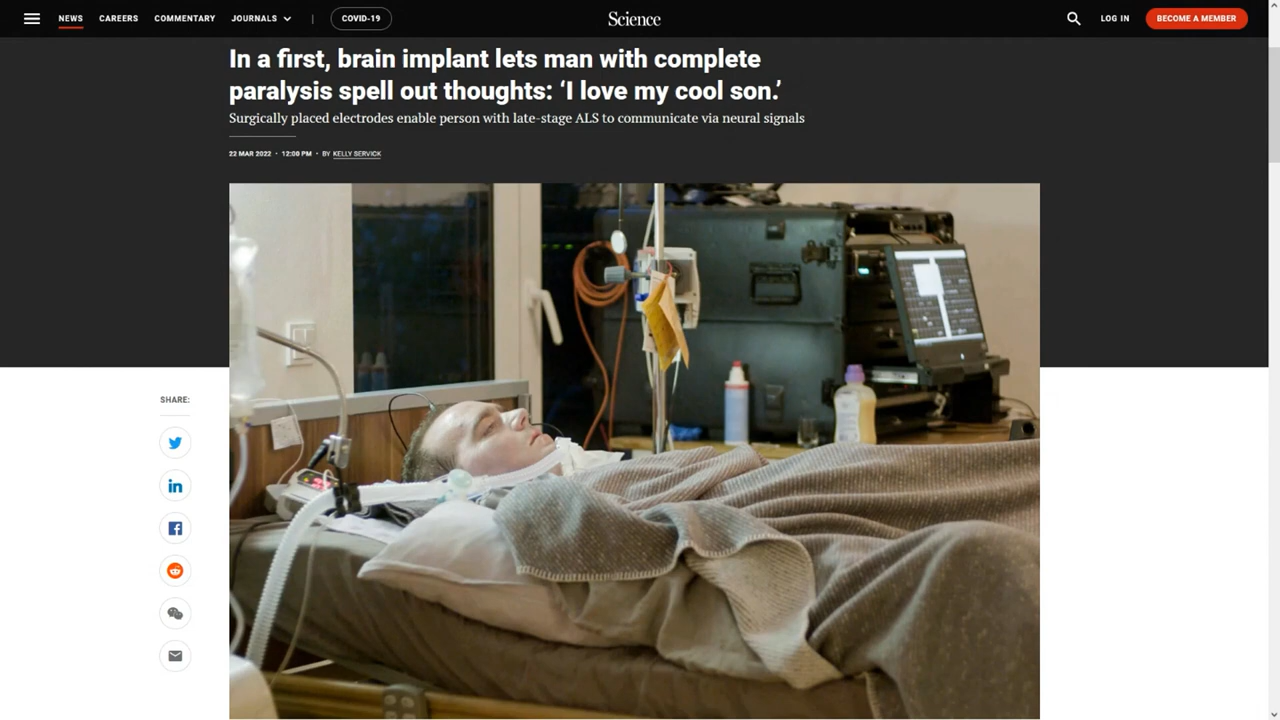 NEWS CAREERS COMMENTARY JOURNALS | COVID-19 Science LOG IN BECOME A MEMBER
In a first, brain implant lets man with complete
paralysis spell out thoughts: ‘I love my cool son.’
Surgically placed electrodes enable person with late-stage ALS to communicate via neural signals
22 MAR 2022 • 12:00 PM • BY KELLY SERVICK
SHARE: